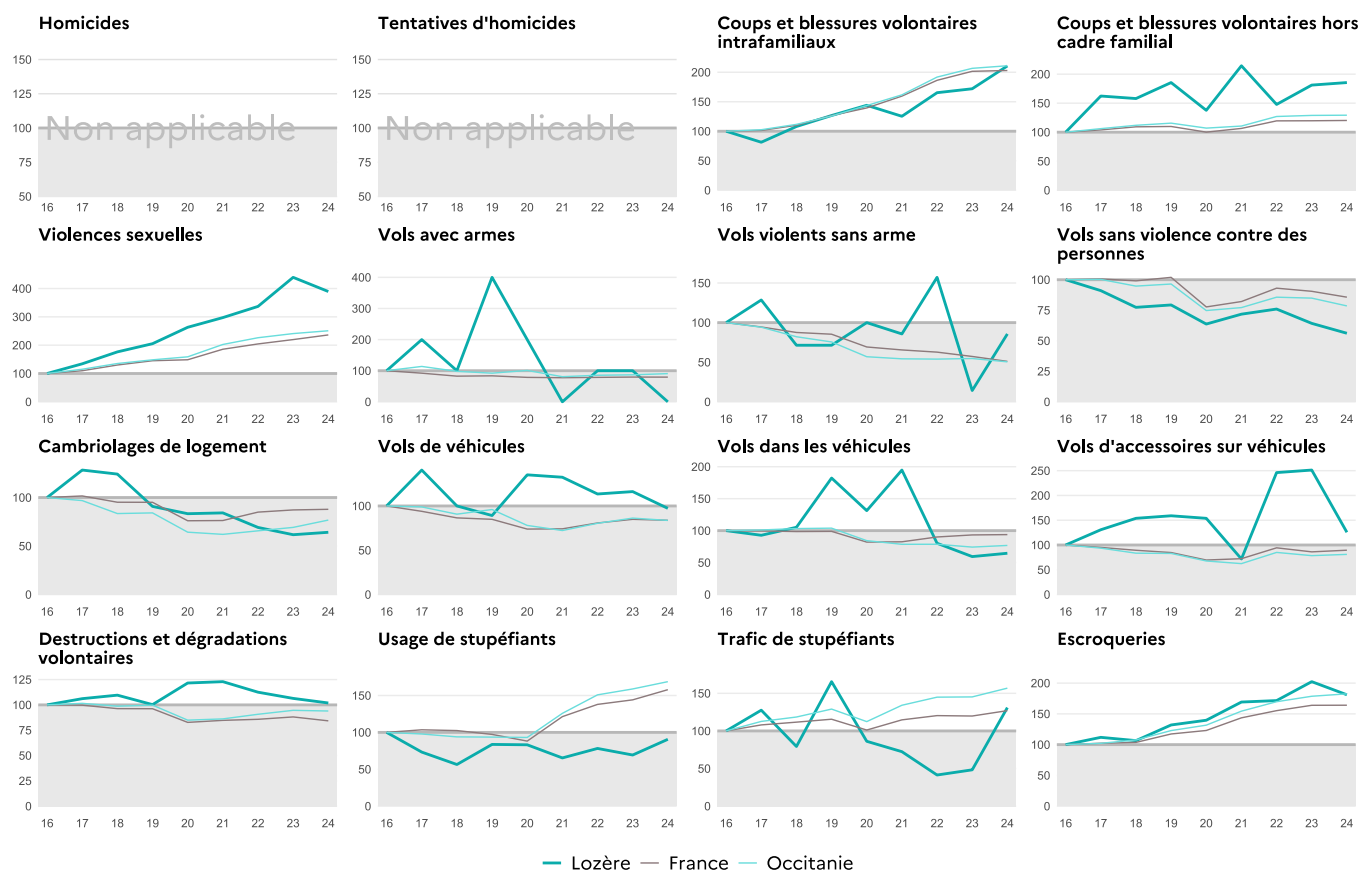 Homicides
150
125
100
75
50
Non applicable
16 17 18 19 20 21 22 23 24
Tentatives d'homicides
150
125
100
75
50
Non applicable
16 17 18 19 20 21 22 23 24
Coups et blessures volontaires
intrafamiliaux
200
150
100
50
0
16 17 18 19 20 21 22 23 24
Coups et blessures volontaires hors
cadre familial
200
150
100
50
0
16 17 18 19 20 21 22 23 24
Violences sexuelles
400
300
200
100
0
16 17 18 19 20 21 22 23 24
Vols avec armes
400
300
200
100
0
16 17 18 19 20 21 22 23 24
Vols violents sans arme
150
100
50
0
16 17 18 19 20 21 22 23 24
Vols sans violence contre des
personnes
100
75
50
25
0
16 17 18 19 20 21 22 23 24
Cambriolages de logement
100
50
0
16 17 18 19 20 21 22 23 24
Vols de véhicules
100
50
0
16 17 18 19 20 21 22 23 24
Vols dans les véhicules
200
150
100
50
0
16 17 18 19 20 21 22 23 24
Vols d'accessoires sur véhicules
250
200
150
100
50
0
16 17 18 19 20 21 22 23 24
Destructions et dégradations
volontaires
125
100
75
50
25
0
16 17 18 19 20 21 22 23 24
Usage de stupéfiants
150
100
50
0
16 17 18 19 20 21 22 23 24
Trafic de stupéfiants
150
100
50
0
16 17 18 19 20 21 22 23 24
Escroqueries
200
150
100
50
0
16 17 18 19 20 21 22 23 24
Lozère France Occitanie